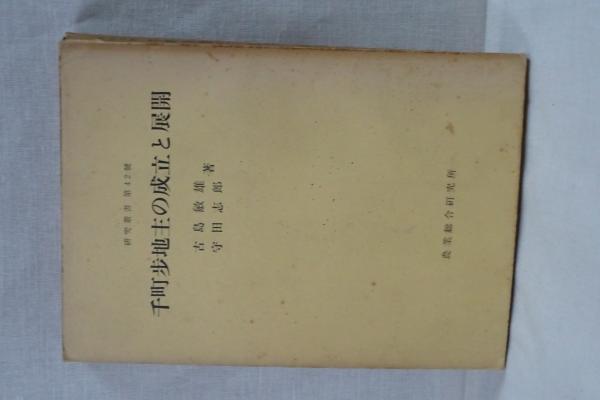 研究叢書 第42號
千町歩地主の成立と展開
古島敏雄
守田志郎
著
農業総合研究所